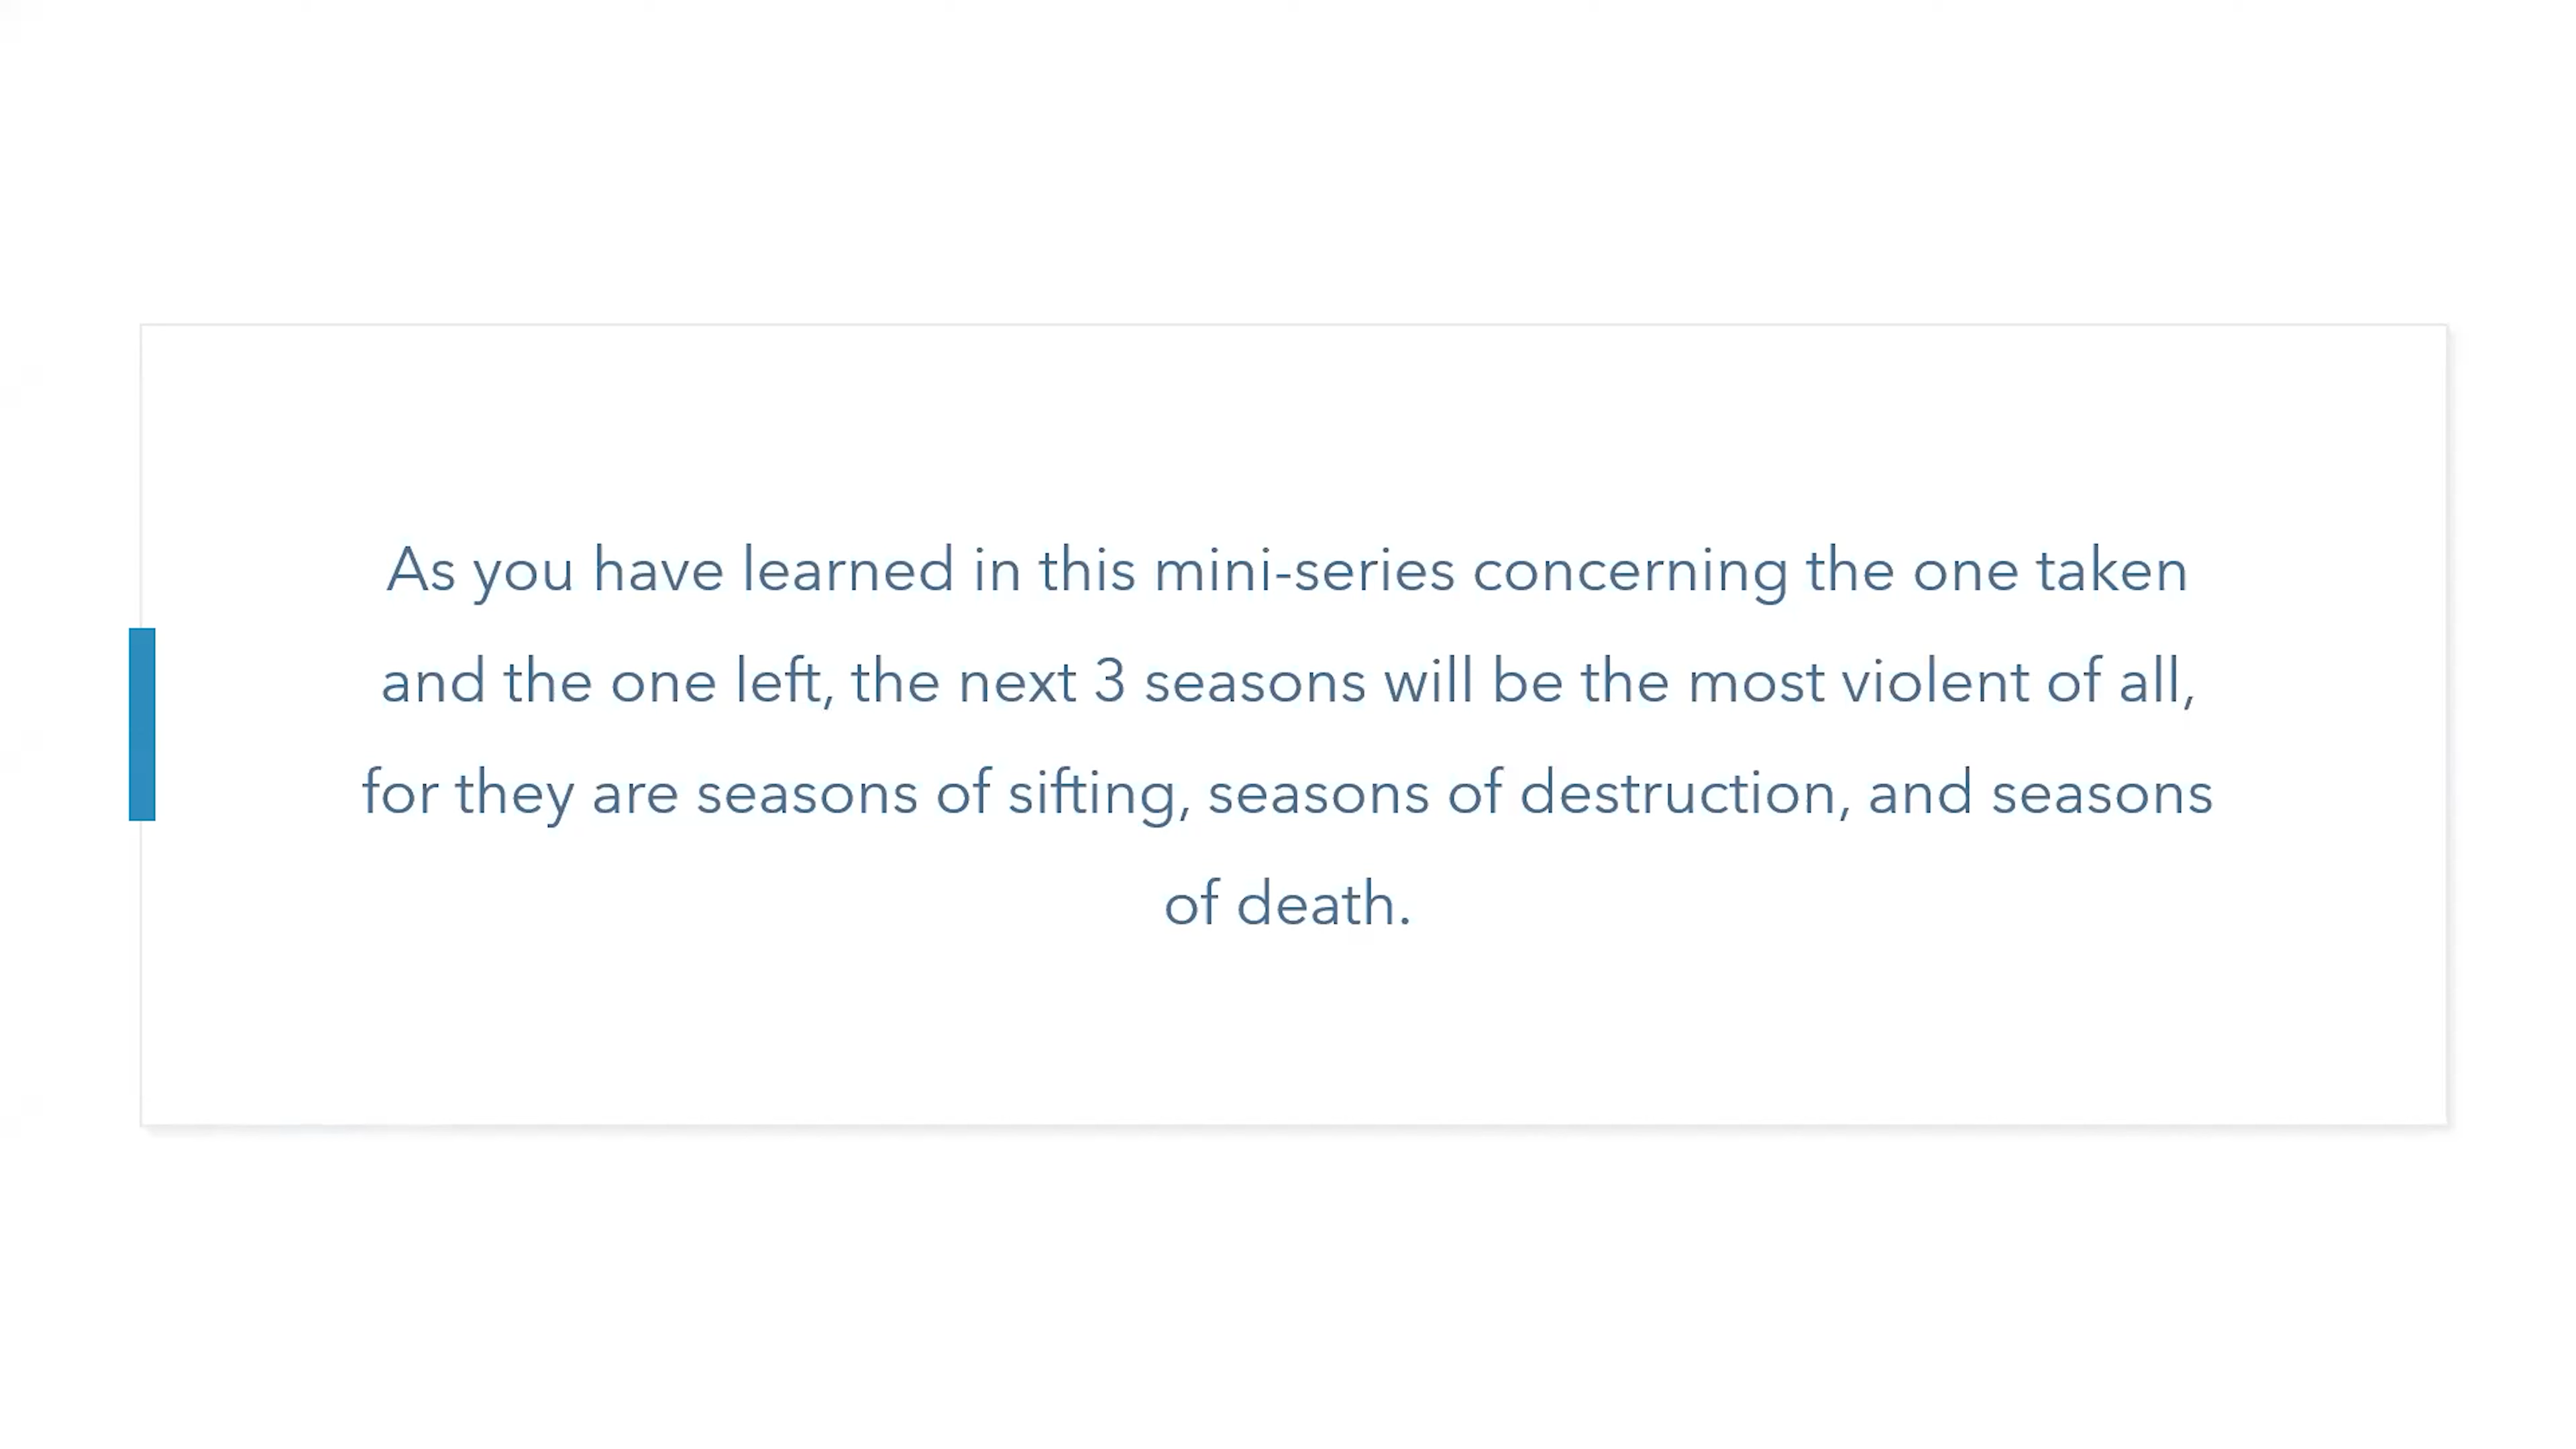 As you have learned in this mini-series concerning the one taken
and the one left, the next 3 seasons will be the most violent of all,
for they are seasons of sifting, seasons of destruction, and seasons
of death.